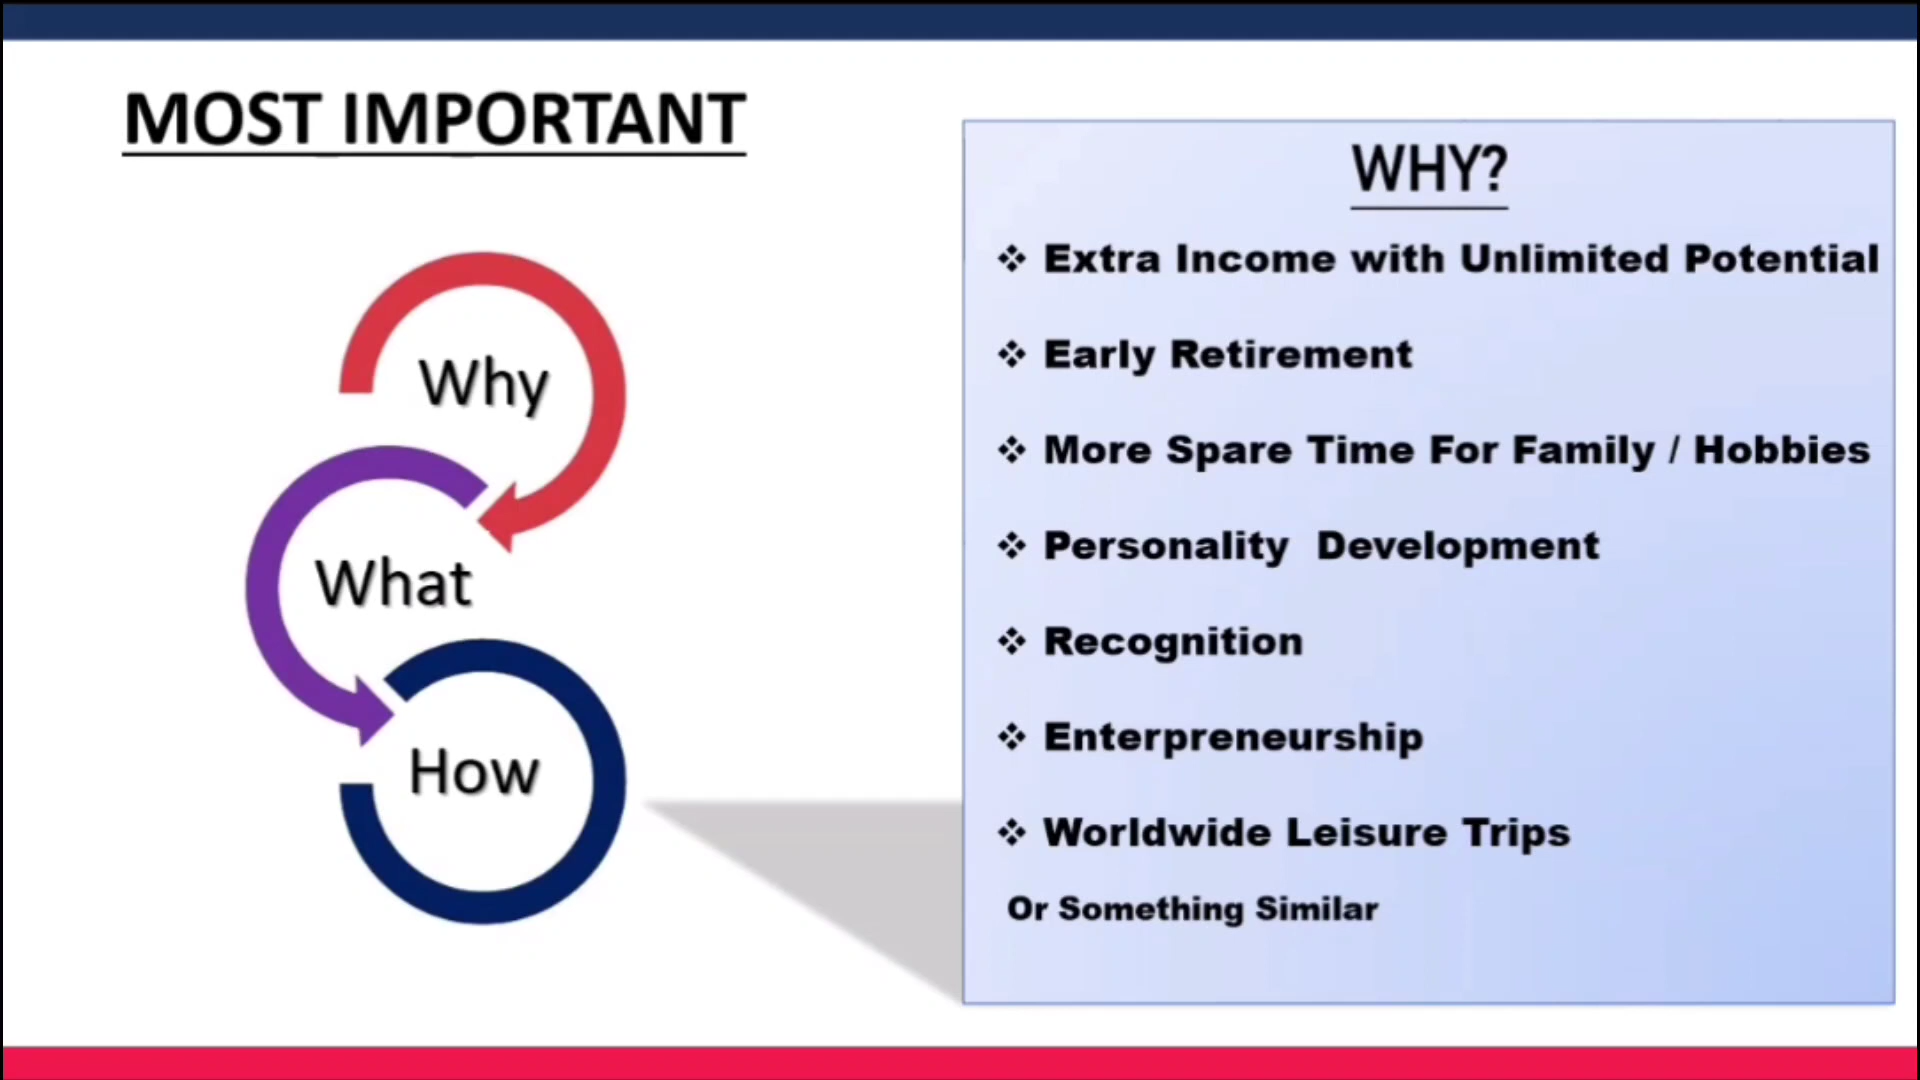 MOST IMPORTANT
Why
What
How
WHY?
❖ Extra Income with Unlimited Potential
❖ Early Retirement
❖ More Spare Time For Family / Hobbies
❖ Personality Development
❖ Recognition
❖ Enterpreneurship
❖ Worldwide Leisure Trips
Or Something Similar